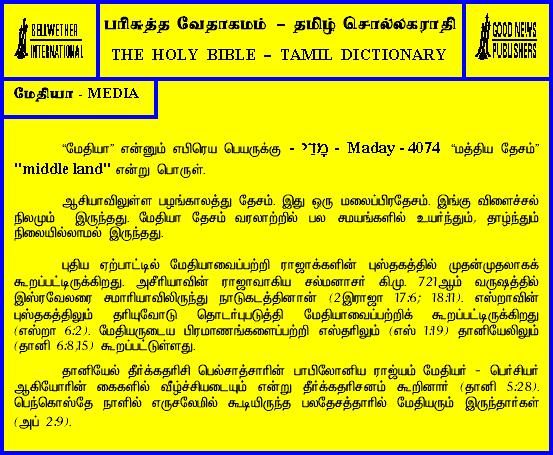 BELLWETHER
INTERNATIONAL
பரிசுத்த வேதாகமம் – தமிழ் சொல்லகராதி
THE HOLY BIBLE – TAMIL DICTIONARY
GOOD NEWS
PUBLISHERS
மேதியா - MEDIA
“மேதியா” என்னும் எபிரெய பெயருக்கு - מָדַי - Maday - 4074 “மத்திய தேசம்”
"middle land" என்று பொருள்.
ஆசியாவிலுள்ள பழங்காலத்து தேசம். இது ஒரு மலைப்பிரதேசம். இங்கு விளைச்சல்
நிலமும் இருந்தது. மேதியா தேசம் வரலாற்றில் பல சமயங்களில் உயர்ந்தும், தாழ்ந்தும்
நிலையில்லாமல் இருந்தது.
புதிய ஏற்பாட்டில் மேதியாவைப்பற்றி ராஜாக்களின் புஸ்தகத்தில் முதன்முதலாகக்
கூறப்பட்டிருக்கிறது. அசீரியாவின் ராஜாவாகிய சல்மனாசர் கி.மு. 721ஆம் வருஷத்தில்
இஸ்ரவேலரை சமாரியாவிலிருந்து நாடுகடத்தினான் (2இராஜா 17:6; 18:11). எஸ்றாவின்
புஸ்தகத்திலும் தரியுவோடு தொடர்புபடுத்தி மேதியாவைப்பற்றிக் கூறப்பட்டிருக்கிறது
(எஸ்றா 6:2). மேதியருடைய பிரமாணங்களைப்பற்றி எஸ்தரிலும் (எஸ் 1:19) தானியேலிலும்
(தானி 6:8,15) கூறப்பட்டுள்ளது.
தானியேல் தீர்க்கதரிசி பெல்சாத்சாரின் பாபிலோனிய ராஜ்யம் மேதியர் - பெர்சியர்
ஆகியோரின் கைகளில் வீழ்ச்சியடையும் என்று தீர்க்கதரிசனம் கூறினார் (தானி 5:28).
பெந்கொஸ்தே நாளில் எருசலேமில் கூடியிருந்த பலதேசத்தாரில் மேதியரும் இருந்தார்கள்
(அப் 2:9).